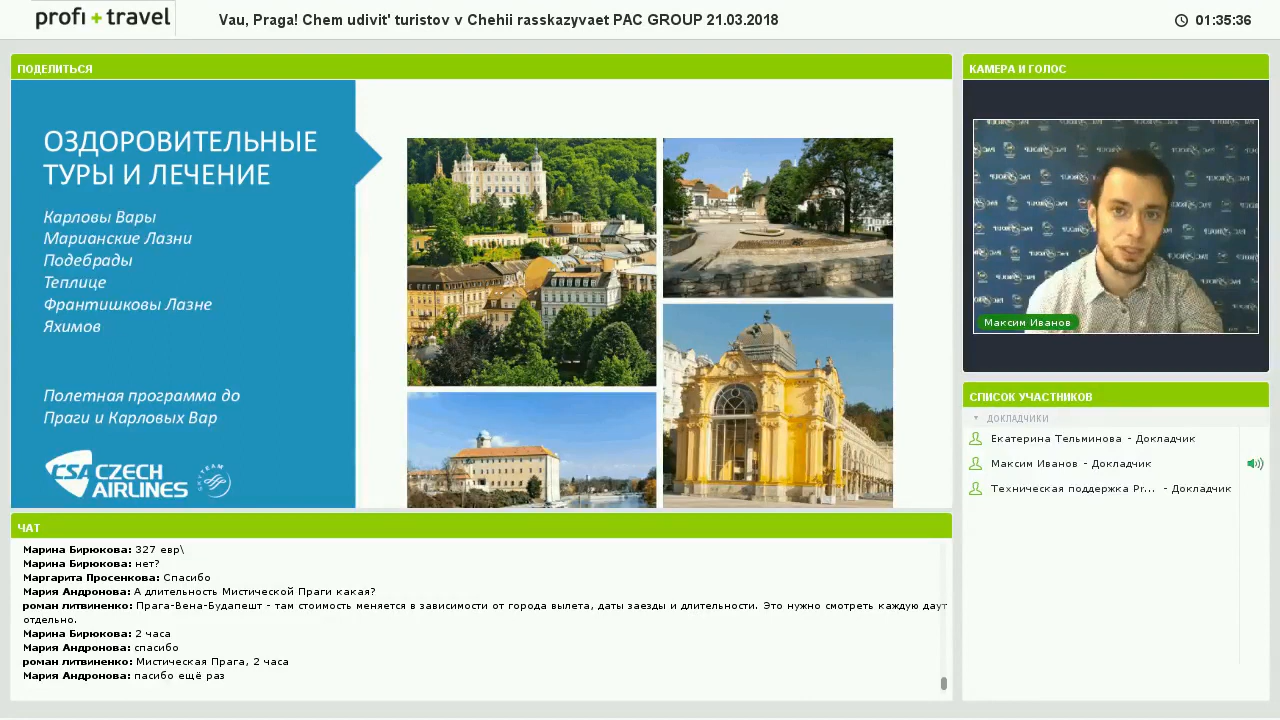 profi + travel
Vau, Praga! Chem udivit' turistov v Chehii rasskazyvaet PAC GROUP 21.03.2018
01:35:36
ПОДЕЛИТЬСЯ
ОЗДОРОВИТЕЛЬНЫЕ
ТУРЫ И ЛЕЧЕНИЕ
Карловы Вары
Марианские Лазни
Подебрады
Теплице
Франтишковы Лазне
Яхимов
Полетная программа до
Праги и Карловых Вар
CSA CZECH
AIRLINES
SKYTEAM
КАМЕРА И ГОЛОС
PAC GROUP
Максим Иванов
СПИСОК УЧАСТНИКОВ
ДОКЛАДЧИКИ
Екатерина Тельминова - Докладчик
Максим Иванов - Докладчик
Техническая поддержка Pr... - Докладчик
ЧАТ
Марина Бирюкова: 327 евр\
Марина Бирюкова: нет?
Маргарита Просенкова: Спасибо
Мария Андронова: А длительность Мистической Праги какая?
роман литвиненко: Прага-Вена-Будапешт - там стоимость меняется в зависимости от города вылета, даты заезды и длительности. Это нужно смотреть каждую даут
отдельно.
Марина Бирюкова: 2 часа
Мария Андронова: спасибо
роман литвиненко: Мистическая Прага, 2 часа
Мария Андронова: пасибо ещё раз